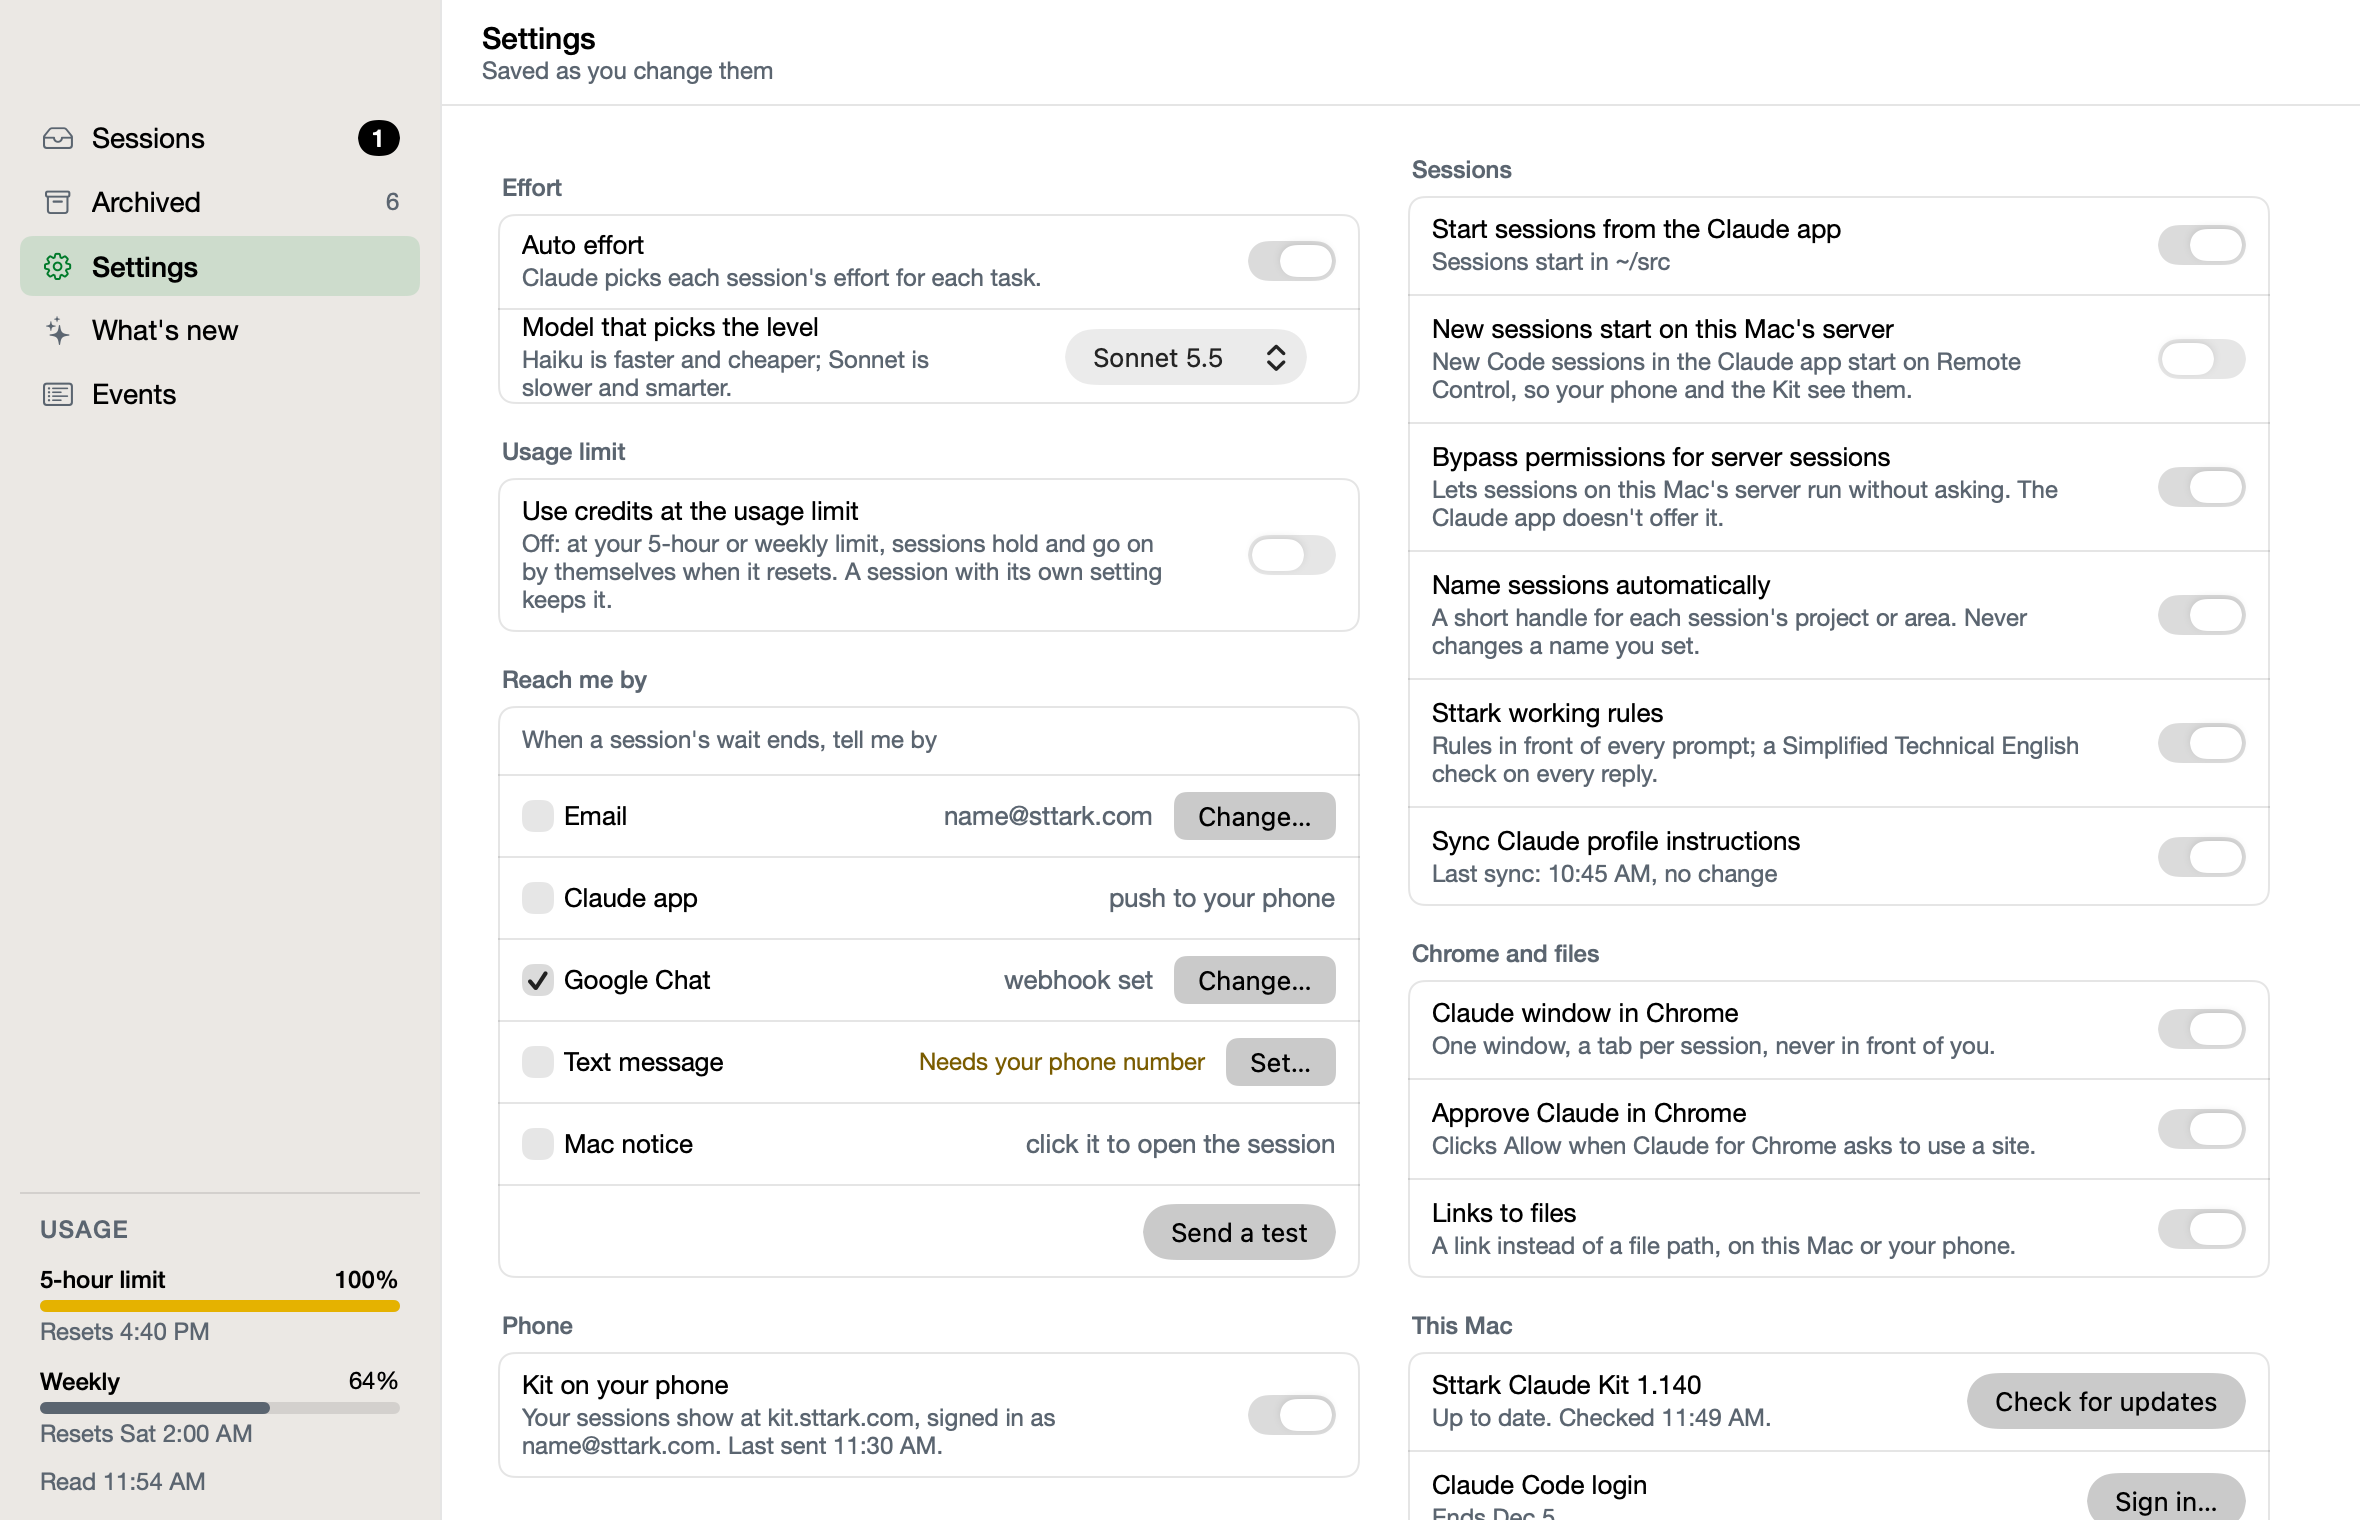 Settings
Saved as you change them
Sessions
1
Archived
6
Settings
What's new
Events
USAGE
5-hour limit
100%
Resets 4:40 PM
Weekly
64%
Resets Sat 2:00 AM
Read 11:54 AM
Effort
Auto effort
Claude picks each session's effort for each task.
Model that picks the level
Haiku is faster and cheaper; Sonnet is
slower and smarter.
Sonnet 5.5
Usage limit
Use credits at the usage limit
Off: at your 5-hour or weekly limit, sessions hold and go on
by themselves when it resets. A session with its own setting
keeps it.
Reach me by
When a session's wait ends, tell me by
Email
name@sttark.com
Change...
Claude app
push to your phone
Google Chat
webhook set
Change...
Text message
Needs your phone number
Set...
Mac notice
click it to open the session
Send a test
Phone
Kit on your phone
Your sessions show at kit.sttark.com, signed in as
name@sttark.com. Last sent 11:30 AM.
Sessions
Start sessions from the Claude app
Sessions start in ~/src
New sessions start on this Mac's server
New Code sessions in the Claude app start on Remote
Control, so your phone and the Kit see them.
Bypass permissions for server sessions
Lets sessions on this Mac's server run without asking. The
Claude app doesn't offer it.
Name sessions automatically
A short handle for each session's project or area. Never
changes a name you set.
Sttark working rules
Rules in front of every prompt; a Simplified Technical English
check on every reply.
Sync Claude profile instructions
Last sync: 10:45 AM, no change
Chrome and files
Claude window in Chrome
One window, a tab per session, never in front of you.
Approve Claude in Chrome
Clicks Allow when Claude for Chrome asks to use a site.
Links to files
A link instead of a file path, on this Mac or your phone.
This Mac
Sttark Claude Kit 1.140
Up to date. Checked 11:49 AM.
Check for updates
Claude Code login
Ends Dec 5
Sign in...